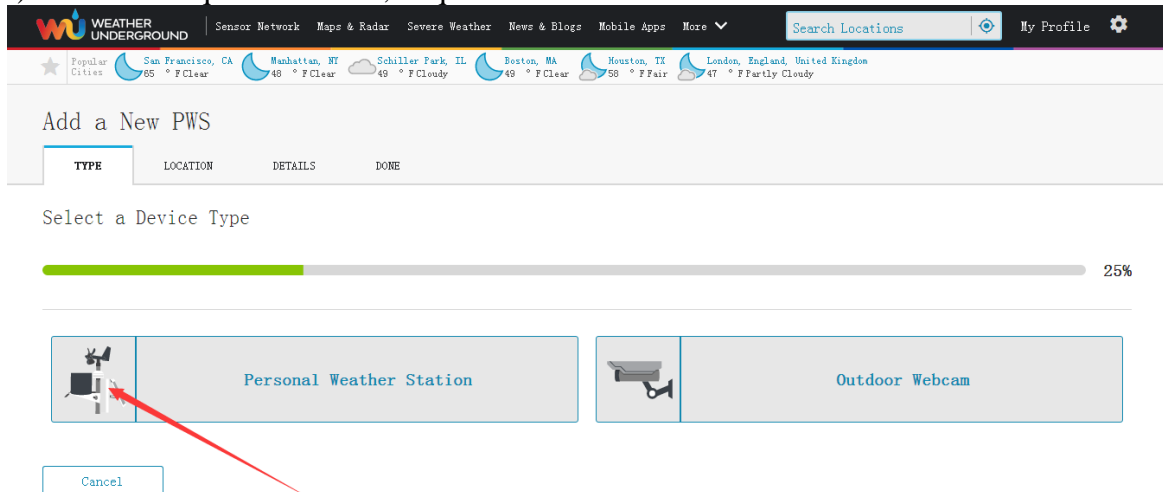 WEATHER
UNDERGROUND
Sensor Network Maps & Radar Severe Weather News & Blogs Mobile Apps More Search Locations My Profile
Popular
Cities
San Francisco, CA
65 ° F Clear
Manhattan, NY
48 ° F Clear
Schiller Park, IL
49 ° F Cloudy
Boston, MA
49 ° F Clear
Houston, TX
58 ° F Fair
London, England, United Kingdom
47 ° F Partly Cloudy
Add a New PWS
TYPE LOCATION DETAILS DONE
Select a Device Type
25%
Personal Weather Station Outdoor Webcam
Cancel